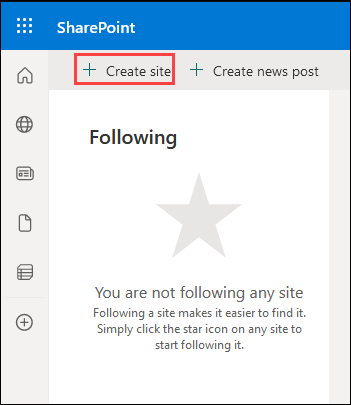 SharePoint
Create site
Create news post
Following
You are not following any site
Following a site makes it easier to find it.
Simply click the star icon on any site to
start following it.